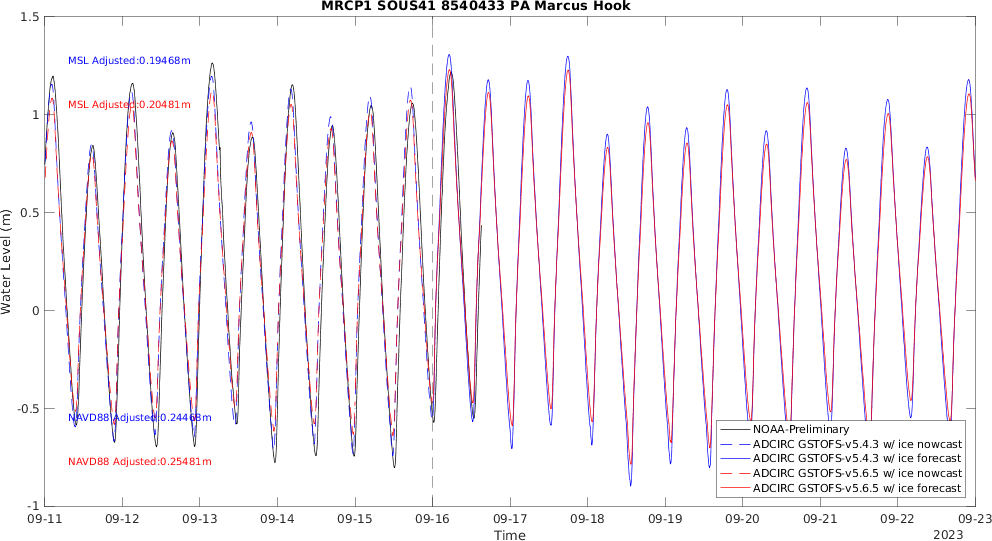 MRCP1 SOUS41 8540433 PA Marcus Hook
1.5
1
0.5
0
-0.5
-1
Water Level (m)
MSL Adjusted:0.19468m
MSL Adjusted:0.20481m
NAVD88 Adjusted:0.24468m
NAVD88 Adjusted:0.25481m
NOAA-Preliminary
ADCIRC GSTOFS-v5.4.3 w/ ice nowcast
ADCIRC GSTOFS-v5.4.3 w/ ice forecast
ADCIRC GSTOFS-v5.6.5 w/ ice nowcast
ADCIRC GSTOFS-v5.6.5 w/ ice forecast
09-11 09-12 09-13 09-14 09-15 09-16 09-17 09-18 09-19 09-20 09-21 09-22 09-23
Time
2023